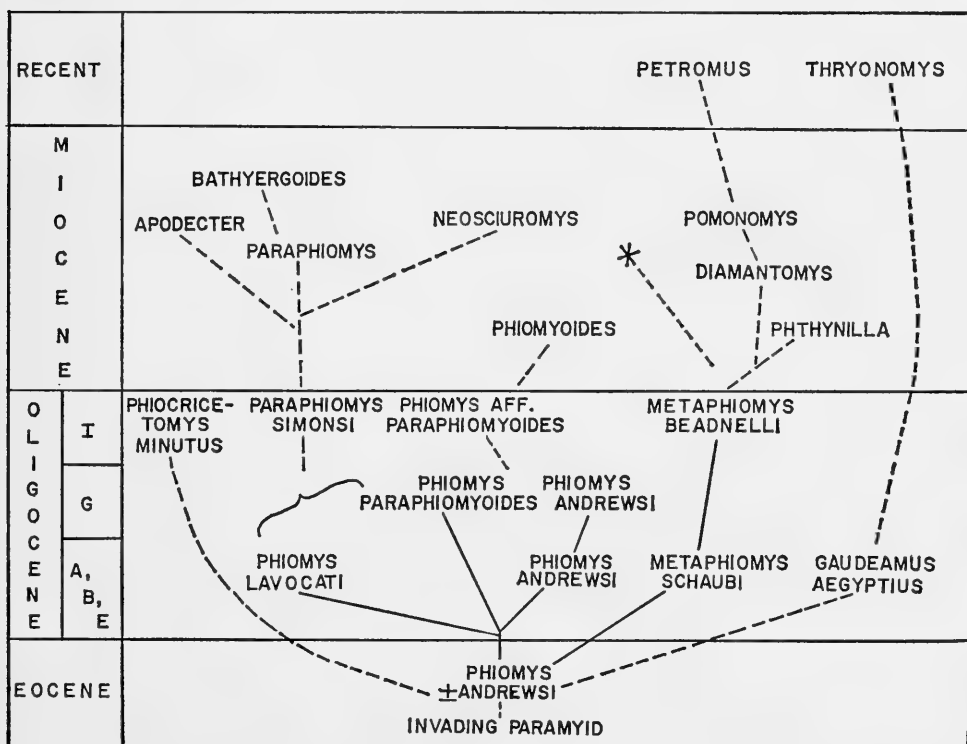 RECENT
PETROMUS
THRYONOMYS
MIOCENE
BATHYERGOIDES
APODECTER
NEOSCIUROMYS
POMONOMYS
PARAPHIOMYS
*
DIAMANTOMYS
PHIOMYOIDES
PHTHYNILLA
OLIGOCENE
I
PHIOCRICE-
TOMYS
MINUTUS
PARAPHIOMYS
SIMONSI
PHIOMYS AFF.
PARAPHIOMYOIDES
METAPHIOMYS
BEADNELLI
G
PHIOMYS
PARAPHIOMYOIDES
PHIOMYS
ANDREWSI
A,
B,
E
PHIOMYS
LAVOCATI
PHIOMYS
ANDREWSI
METAPHIOMYS
SCHAUBI
GAUDEAMUS
AEGYPTIUS
EOCENE
PHIOMYS
±ANDREWSI
INVADING PARAMYID